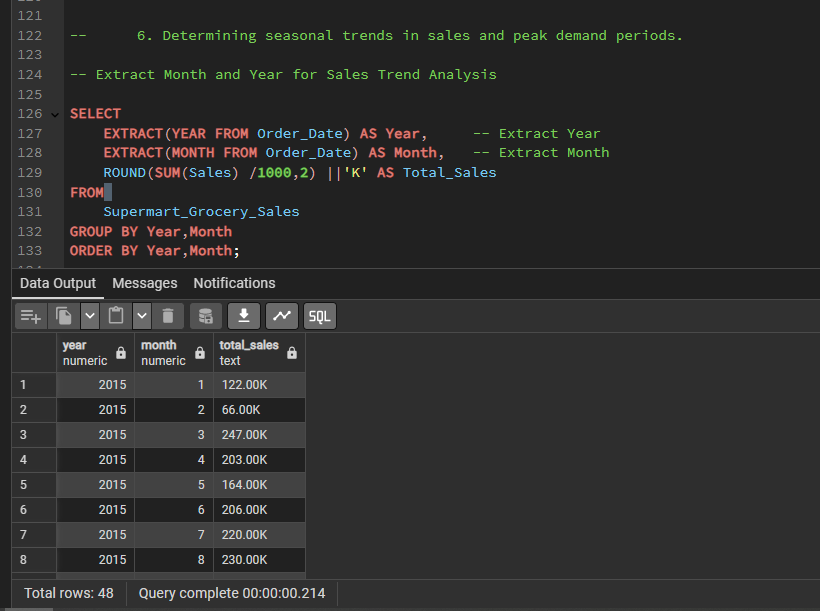 121
122 -- 6. Determining seasonal trends in sales and peak demand periods.
123
124 -- Extract Month and Year for Sales Trend Analysis
125
126 SELECT
127 EXTRACT(YEAR FROM Order_Date) AS Year, -- Extract Year
128 EXTRACT(MONTH FROM Order_Date) AS Month, -- Extract Month
129 ROUND(SUM(Sales) /1000,2) ||'K' AS Total_Sales
130 FROM
131 Supermart_Grocery_Sales
132 GROUP BY Year,Month
133 ORDER BY Year,Month;
Data Output Messages Notifications
SQL
year month total_sales
numeric numeric text
1 2015 1 122.00K
2 2015 2 66.00K
3 2015 3 247.00K
4 2015 4 203.00K
5 2015 5 164.00K
6 2015 6 206.00K
7 2015 7 220.00K
8 2015 8 230.00K
Total rows: 48 Query complete 00:00:00.214